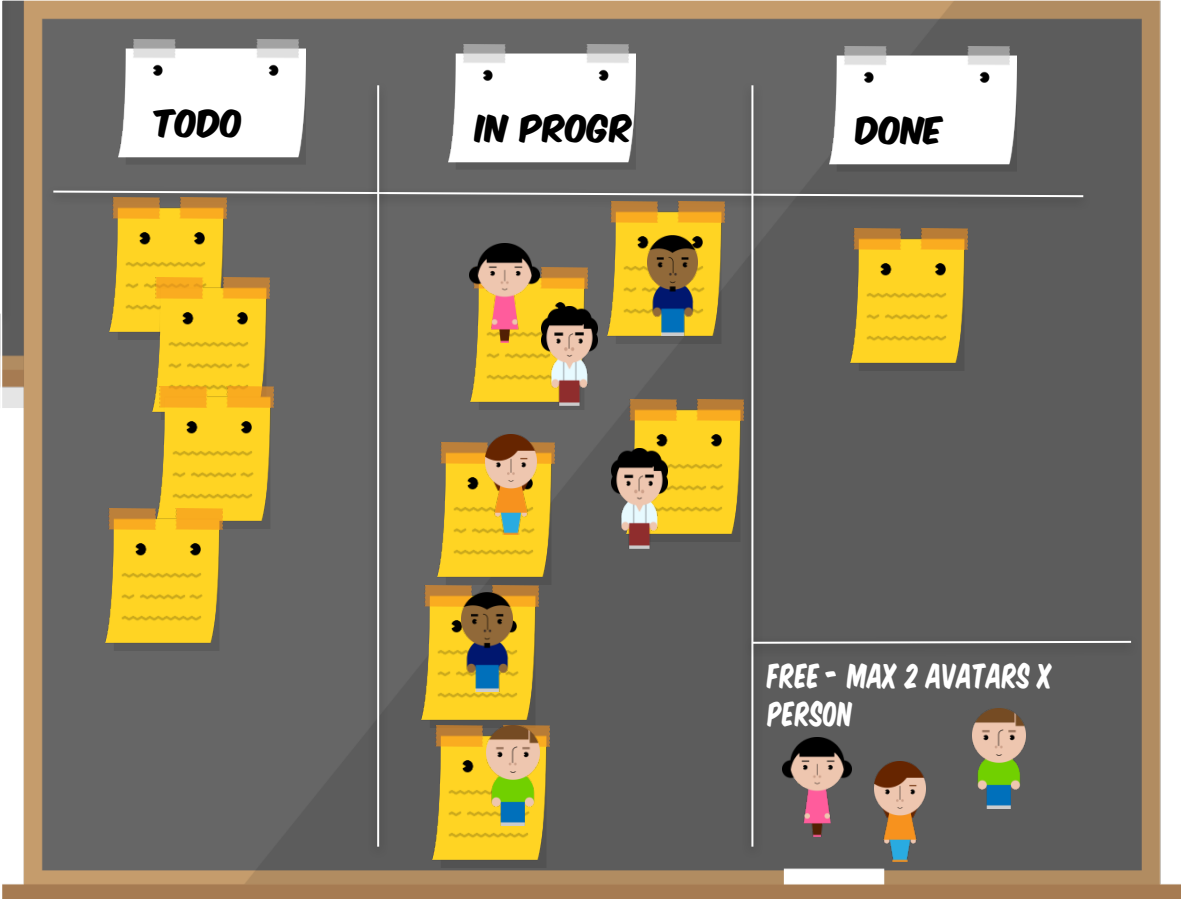 TODO
IN PROGR
DONE
FREE - MAX 2 AVATARS X
PERSON